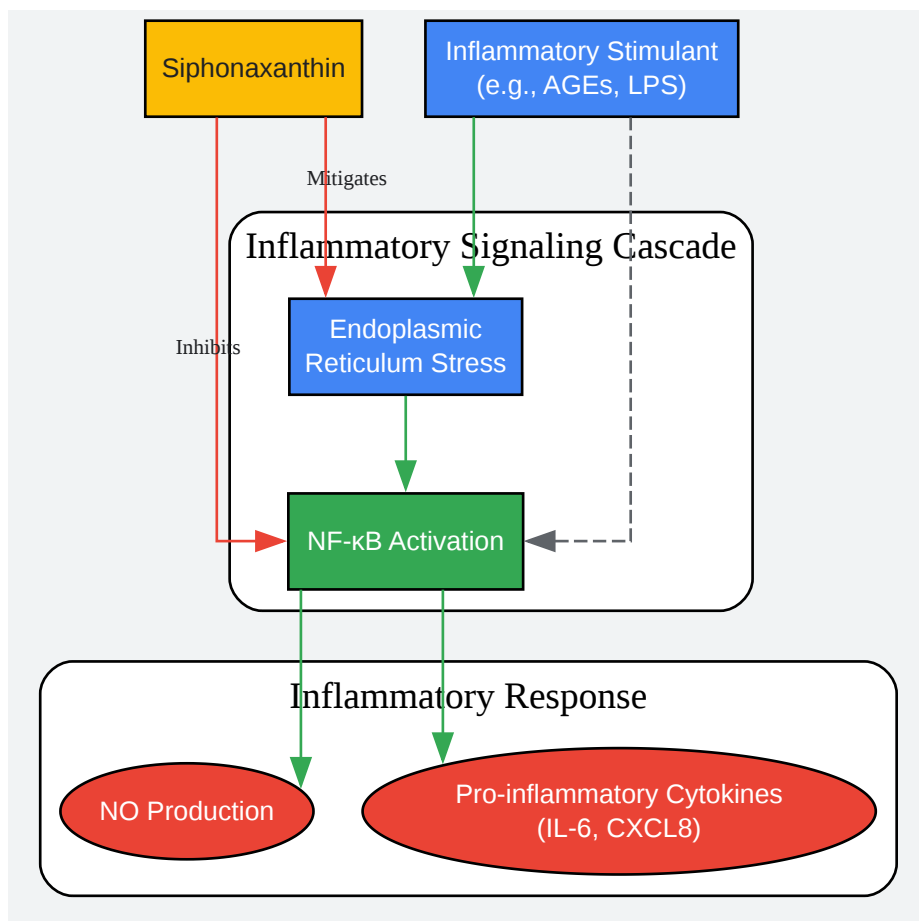 Siphonaxanthin
Inflammatory Stimulant
(e.g., AGEs, LPS)
Mitigates
Inflammatory Signaling Cascade
Endoplasmic
Reticulum Stress
Inhibits
NF-κB Activation
Inflammatory Response
NO Production
Pro-inflammatory Cytokines
(IL-6, CXCL8)